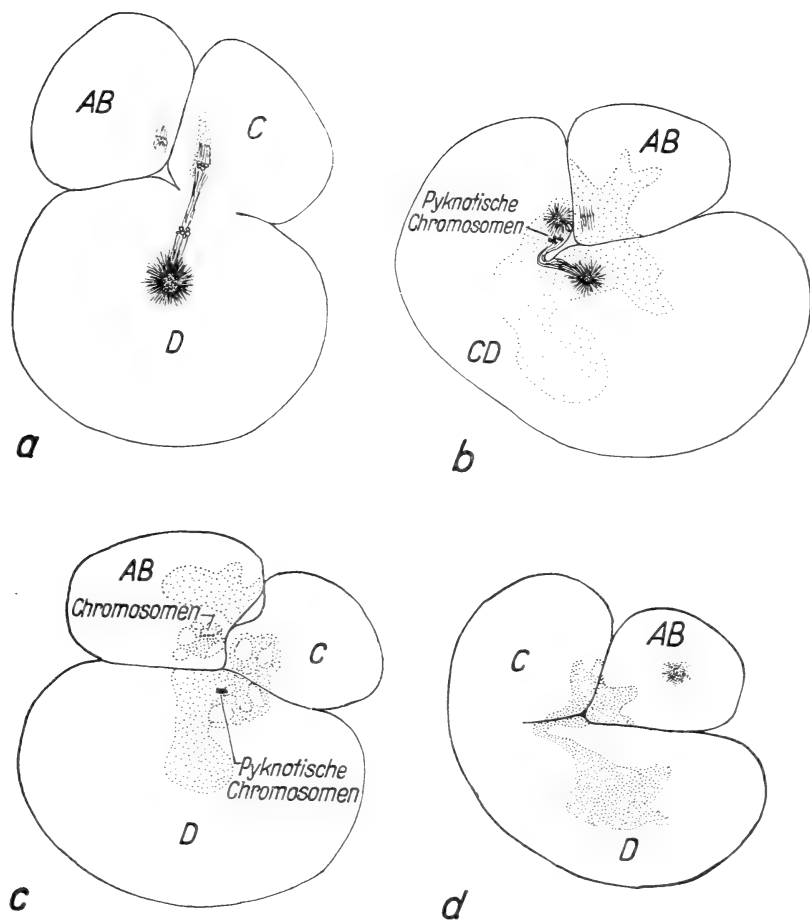 AB
C
D
a
AB
Pyknotische
Chromosomen
CD
b
AB
Chromosomen
C
Pyknotische
Chromosomen
D
c
C
AB
D
d